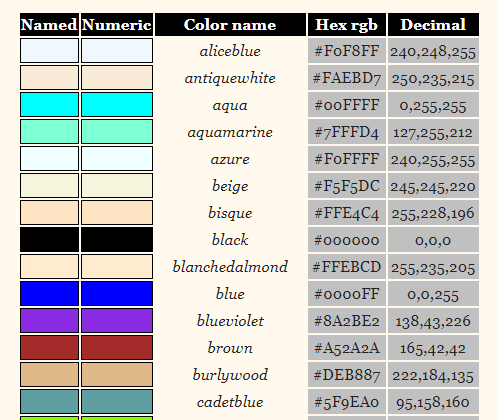 Named Numeric Color name Hex rgb Decimal
aliceblue #F0F8FF 240,248,255
antiquewhite #FAEBD7 250,235,215
aqua #00FFFF 0,255,255
aquamarine #7FFFD4 127,255,212
azure #F0FFFF 240,255,255
beige #F5F5DC 245,245,220
bisque #FFE4C4 255,228,196
black #000000 0,0,0
blanchedalmond #FFEBCD 255,235,205
blue #0000FF 0,0,255
blueviolet #8A2BE2 138,43,226
brown #A52A2A 165,42,42
burlywood #DEB887 222,184,135
cadetblue #5F9EA0 95,158,160